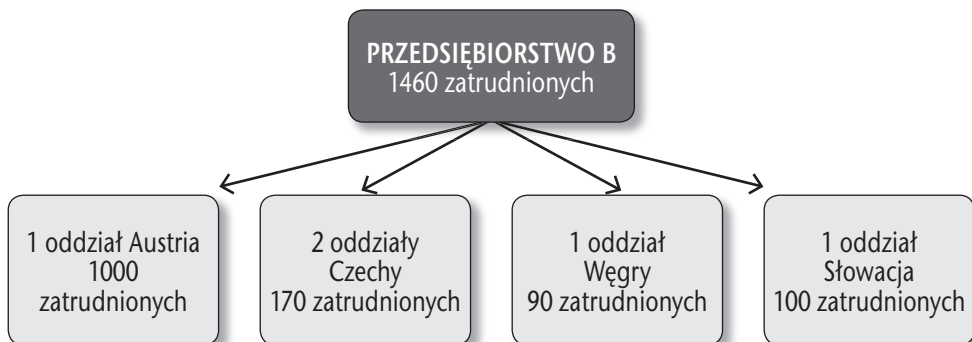 PRZEDSIĘBIORSTWO B
1460 zatrudnionych
1 oddział Austria
1000
zatrudnionych
2 oddziały
Czechy
170 zatrudnionych
1 oddział
Węgry
90 zatrudnionych
1 oddział
Słowacja
100 zatrudnionych